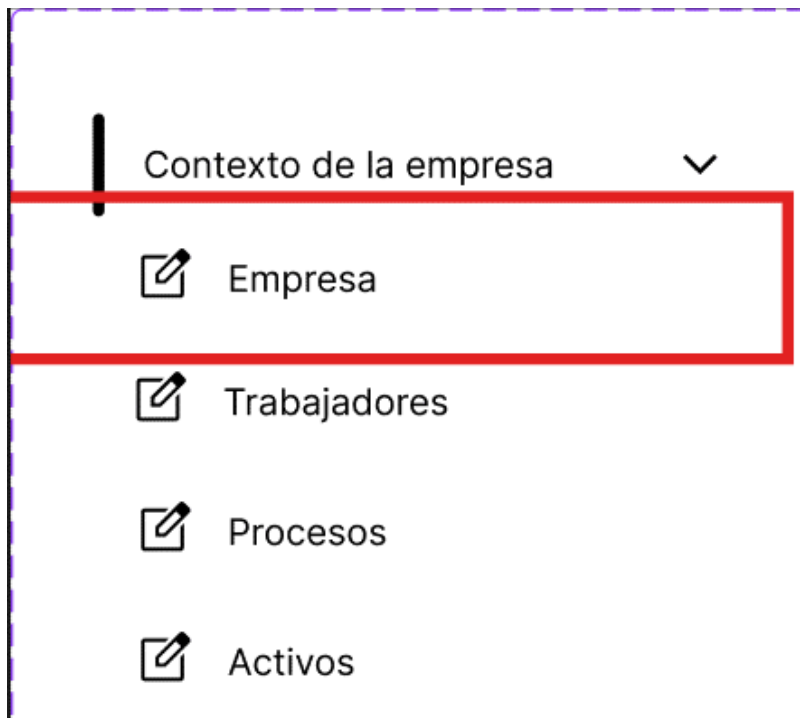 Contexto de la empresa
Empresa
Trabajadores
Procesos
Activos